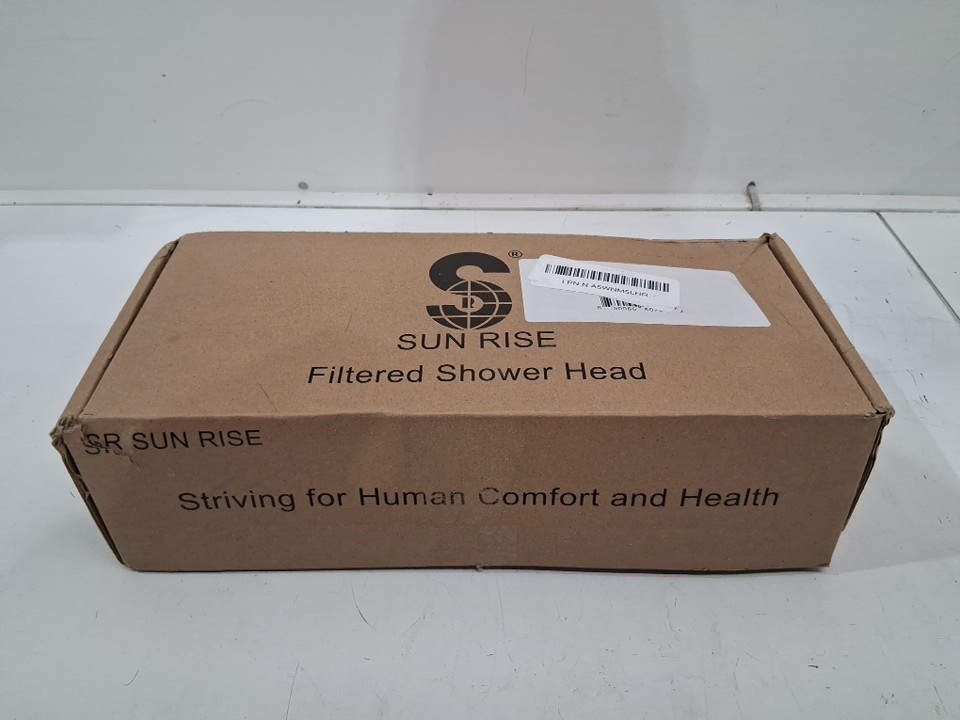 S®
R
SUN RISE
Filtered Shower Head
SR SUN RISE
Striving for Human Comfort and Health